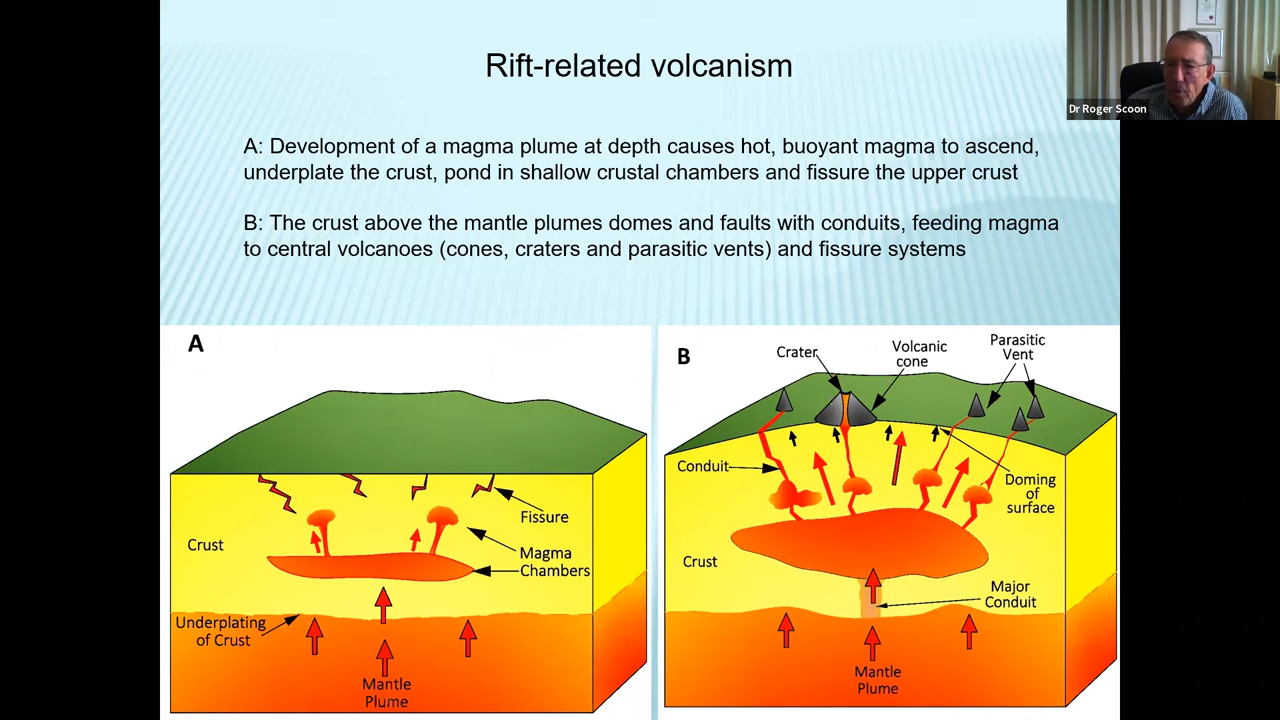 Rift-related volcanism
Dr Roger Scoon
A: Development of a magma plume at depth causes hot, buoyant magma to ascend,
underplate the crust, pond in shallow crustal chambers and fissure the upper crust
B: The crust above the mantle plumes domes and faults with conduits, feeding magma
to central volcanoes (cones, craters and parasitic vents) and fissure systems
A
Fissure
Crust
Magma
Chambers
Underplating
of Crust
Mantle
Plume
B
Crater
Volcanic
cone
Parasitic
Vent
Conduit
Doming
of
surface
Crust
Major
Conduit
Mantle
Plume